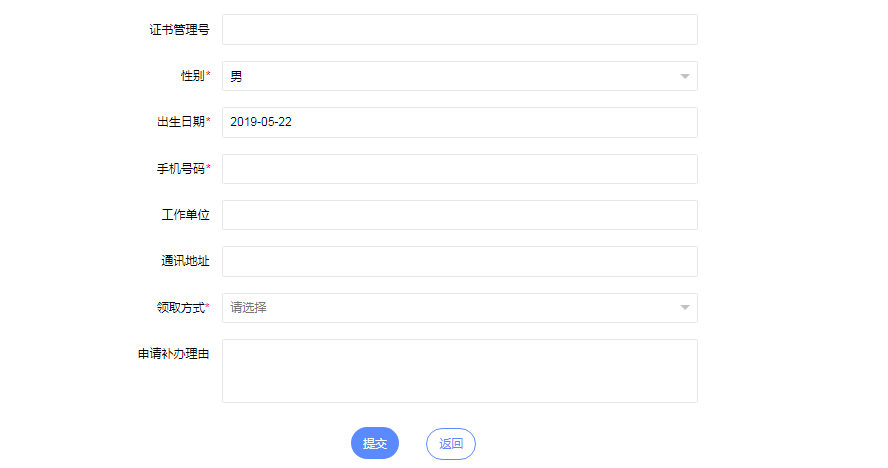 证书管理号
性别* 男
出生日期* 2019-05-22
手机号码*
工作单位
通讯地址
领取方式* 请选择
申请补办理由
提交 返回